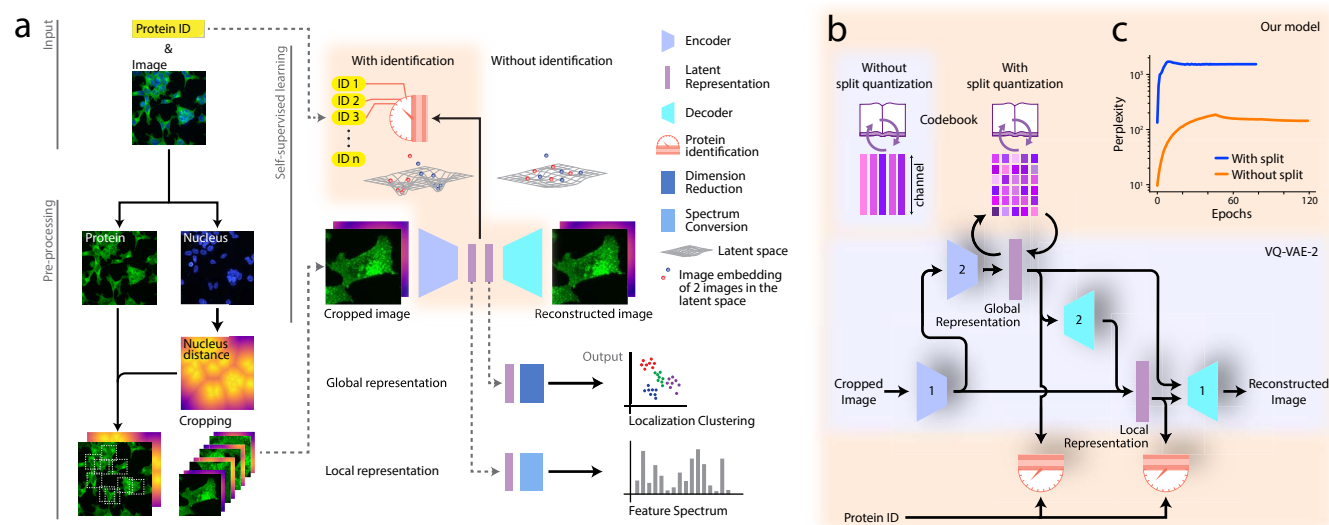 a
Input
Protein ID
&
Image
Pre-processing
Protein
Nucleus
Nucleus
distance
Cropping
Self-supervised learning
With identification
Without identification
ID 1
ID 2
ID 3
ID n
Cropped image
Reconstructed image
Encoder
Latent
Representation
Decoder
Protein
identification
Dimension
Reduction
Spectrum
Conversion
Latent space
Image embedding
of 2 images in the
latent space
Global representation
Output
Localization Clustering
Local representation
Feature Spectrum
b
Without
split quantization
With
split quantization
Codebook
channel
c
Our model
Perplexity
10³
10²
10¹
With split
Without split
0
60
120
Epochs
VQ-VAE-2
2
Global
Representation
2
Cropped
Image
1
1
Reconstructed
Image
Local
Representation
Protein ID